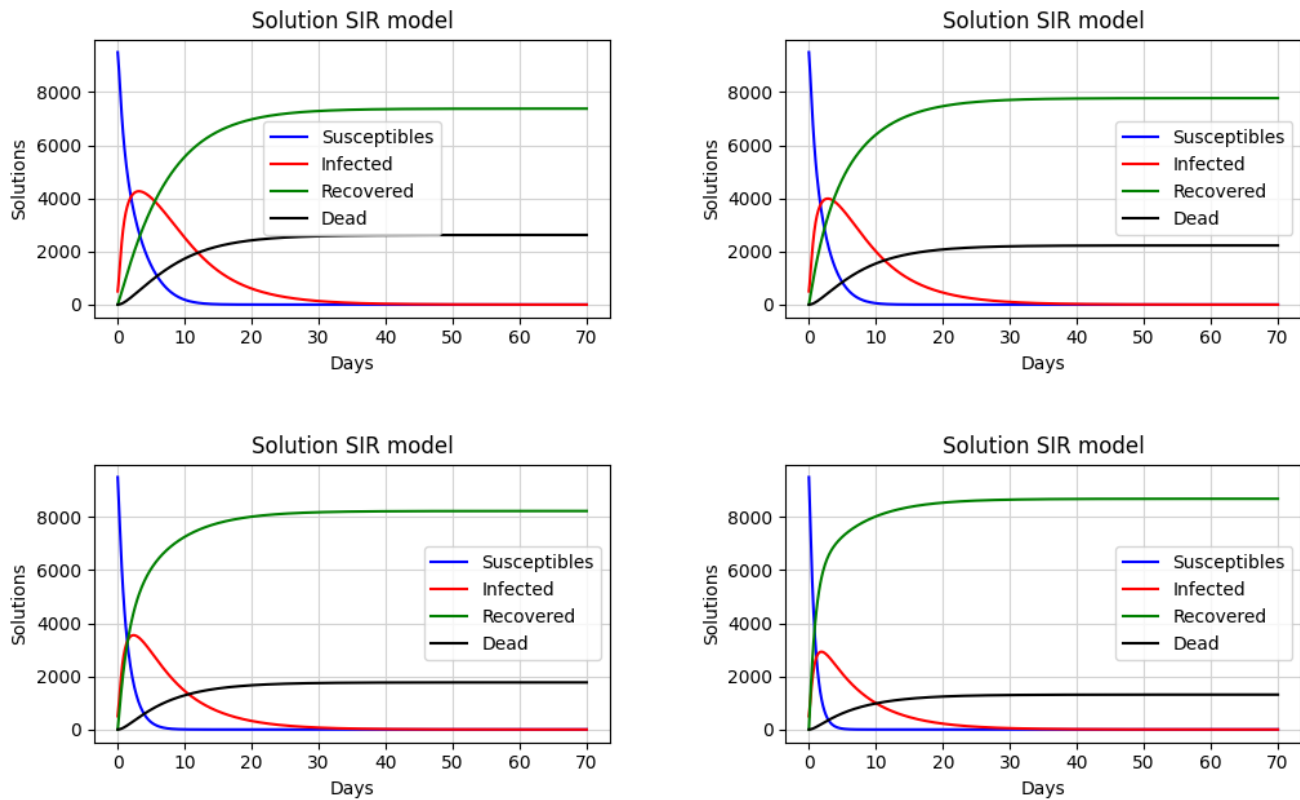 Solution SIR model
8000
6000
4000
2000
0
Solutions
Susceptibles
Infected
Recovered
Dead
0 10 20 30 40 50 60 70
Days
Solution SIR model
8000
6000
4000
2000
0
Solutions
Susceptibles
Infected
Recovered
Dead
0 10 20 30 40 50 60 70
Days
Solution SIR model
8000
6000
4000
2000
0
Solutions
Susceptibles
Infected
Recovered
Dead
0 10 20 30 40 50 60 70
Days
Solution SIR model
8000
6000
4000
2000
0
Solutions
Susceptibles
Infected
Recovered
Dead
0 10 20 30 40 50 60 70
Days